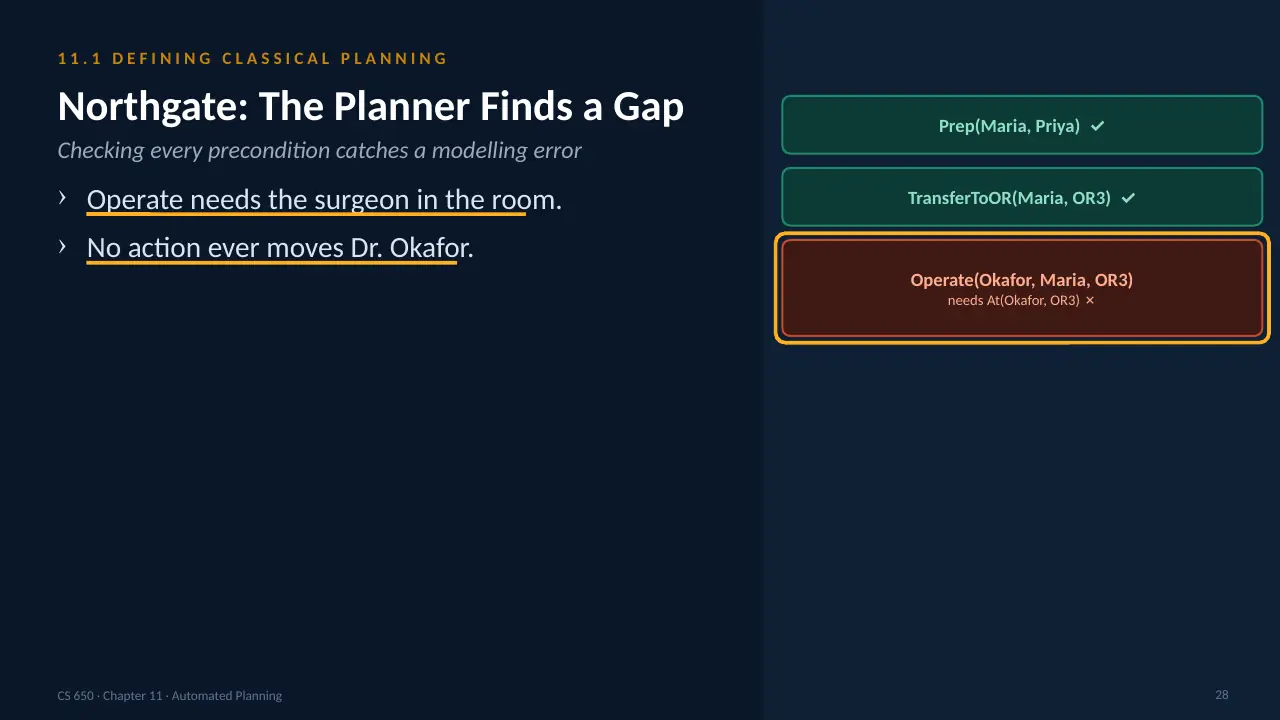 11.1 DEFINING CLASSICAL PLANNING
Northgate: The Planner Finds a Gap
Checking every precondition catches a modelling error
› Operate needs the surgeon in the room.
› No action ever moves Dr. Okafor.
Prep(Maria, Priya) ✓
TransferToOR(Maria, OR3) ✓
Operate(Okafor, Maria, OR3)
needs At(Okafor, OR3) ×
CS 650 · Chapter 11 · Automated Planning
28